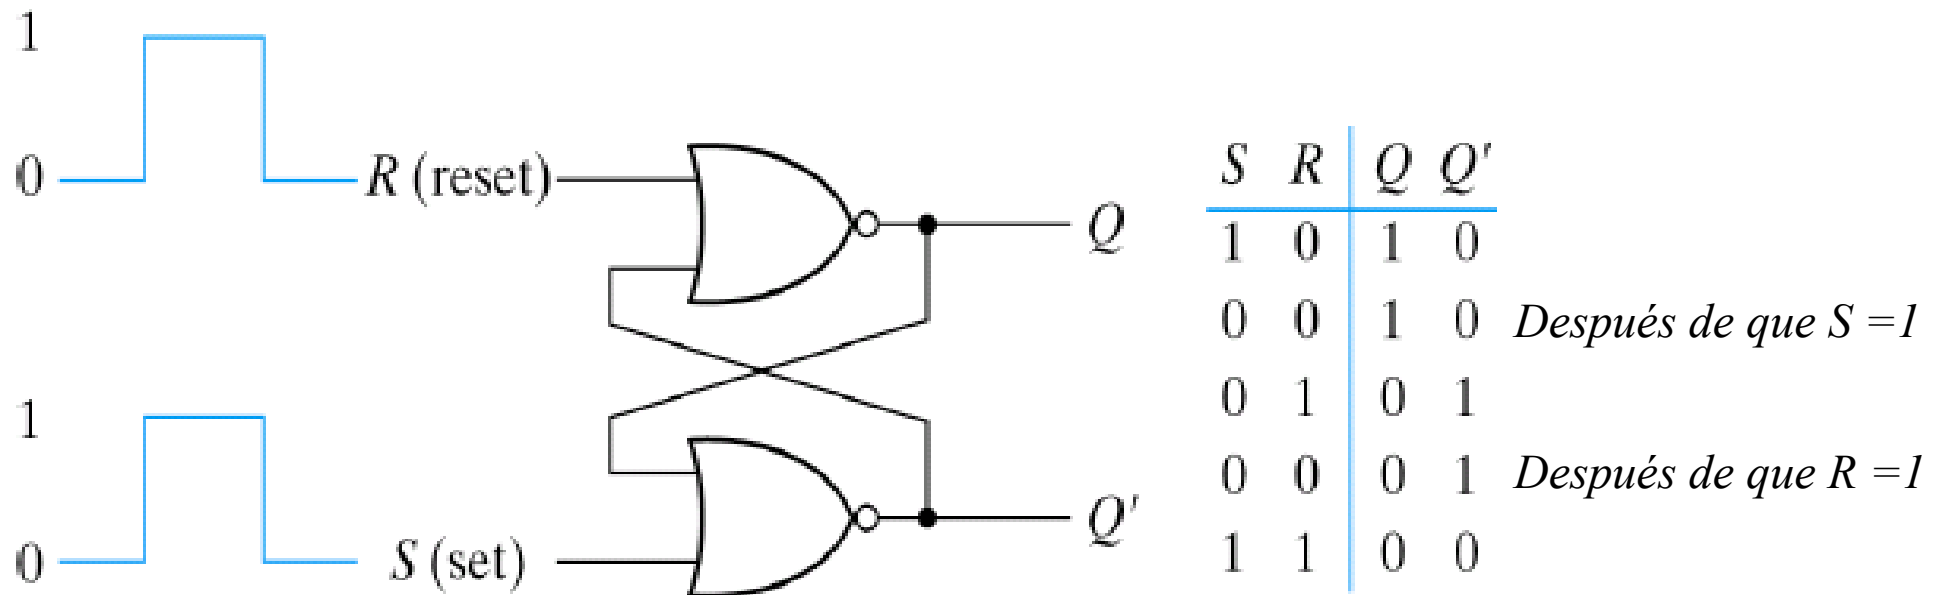 1
0
R (reset)
Q
1
0
S (set)
Q'
S R Q Q'
1 0 1 0
0 0 1 0 Después de que S =1
0 1 0 1
0 0 0 1 Después de que R =1
1 1 0 0